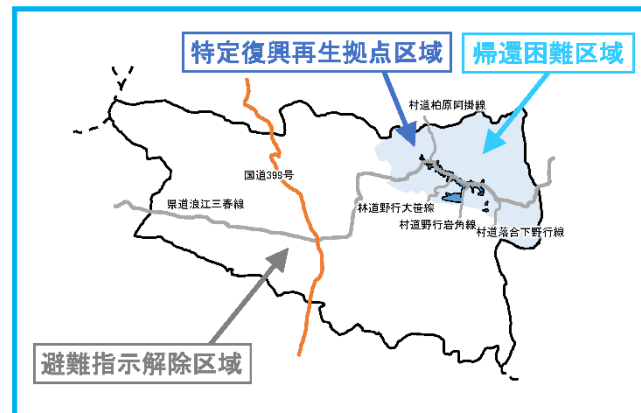 特定復興再生拠点区域
帰還困難区域
村道柏原阿掛線
国道399号
県道浪江三春線
林道野行大笹線
村道野行岩角線
村道落合下野行線
避難指示解除区域